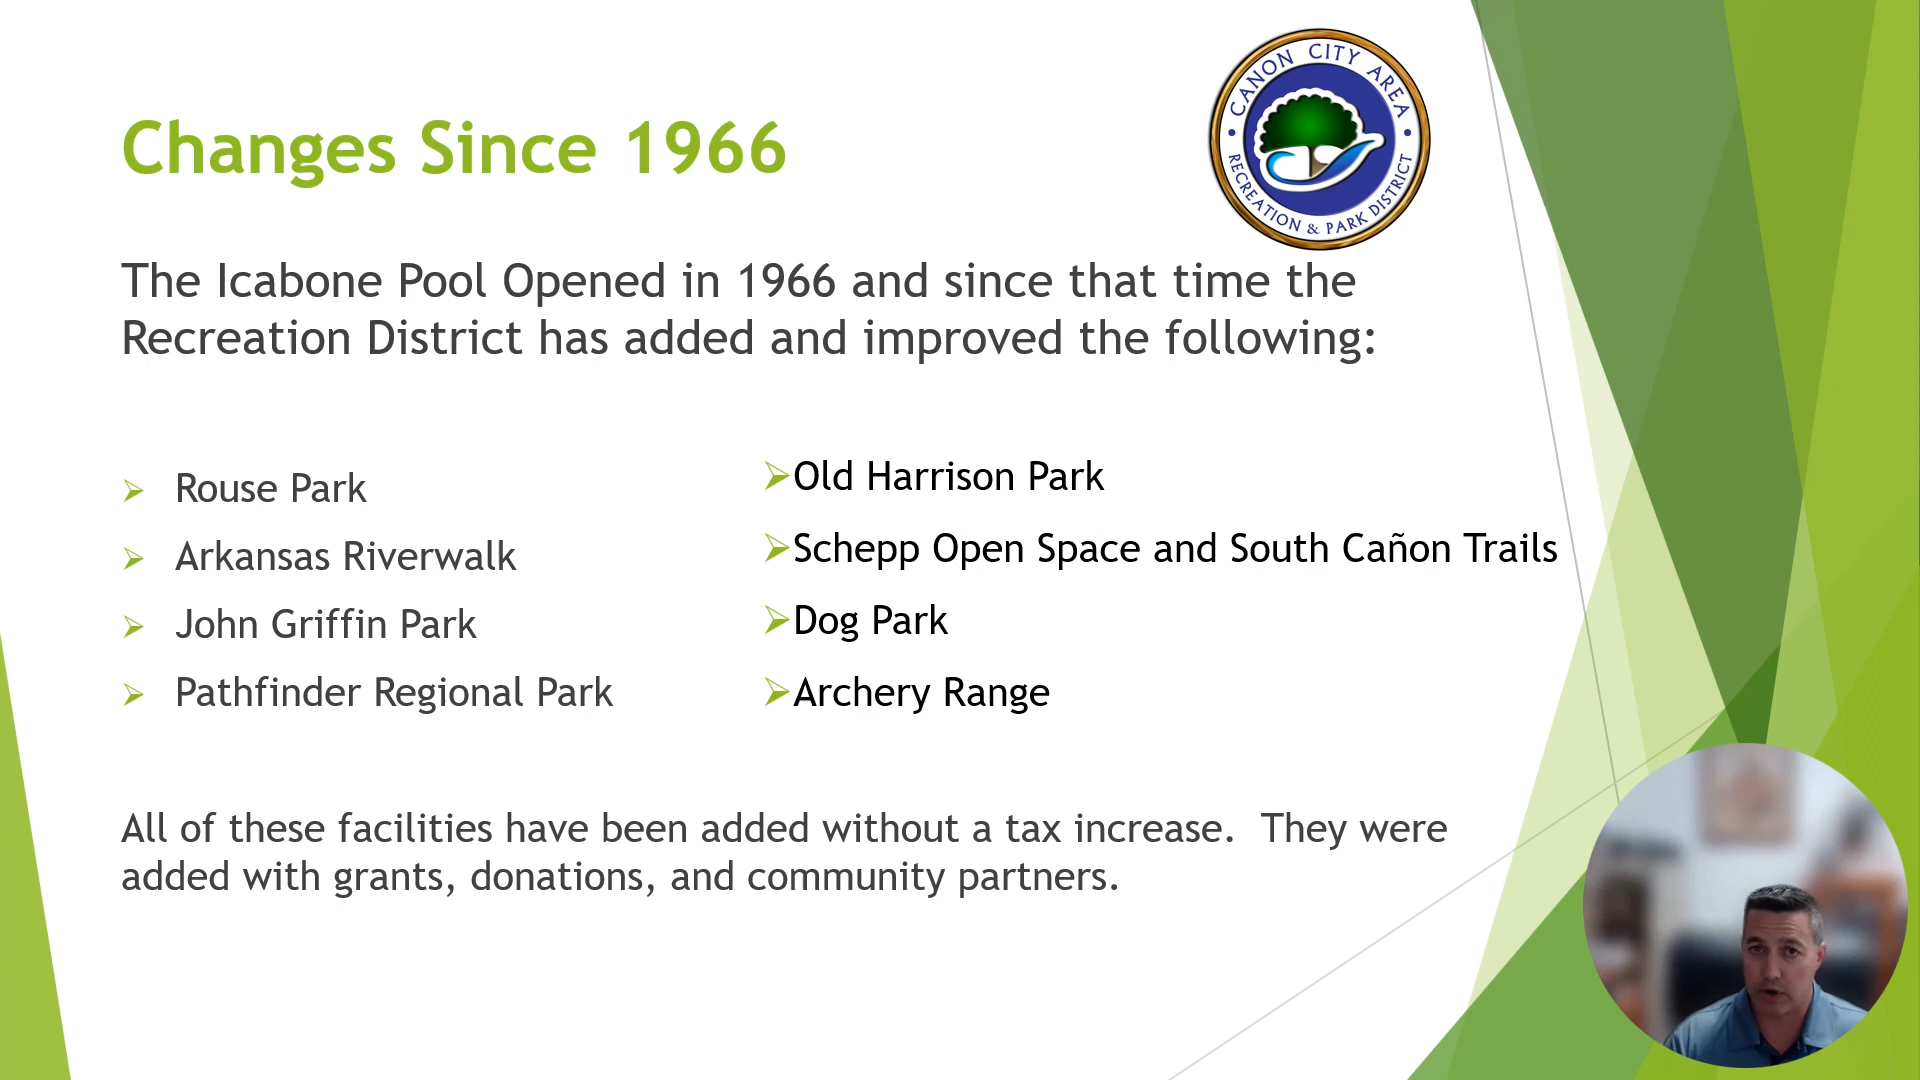 CANON CITY AREA
RECREATION & PARK DISTRICT
Changes Since 1966
The Icabone Pool Opened in 1966 and since that time the
Recreation District has added and improved the following:
Rouse Park
Arkansas Riverwalk
John Griffin Park
Pathfinder Regional Park
Old Harrison Park
Schepp Open Space and South Cañon Trails
Dog Park
Archery Range
All of these facilities have been added without a tax increase. They were
added with grants, donations, and community partners.